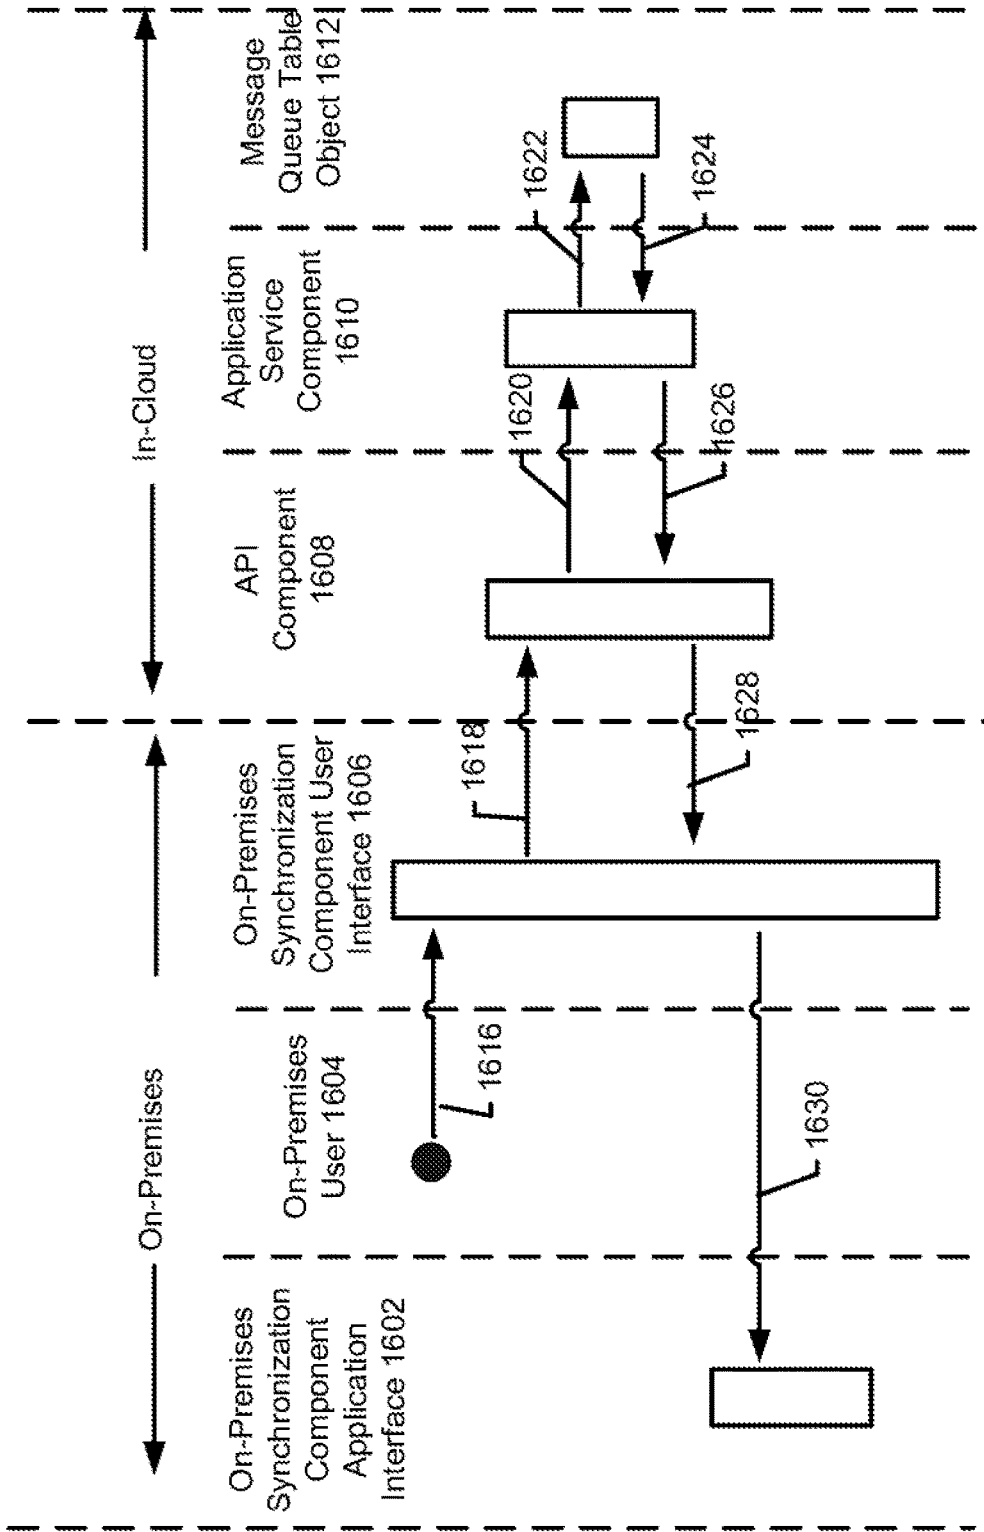 On-Premises
In-Cloud
On-Premises
Synchronization
Component
Application
Interface 1602
On-Premises
User 1604
On-Premises
Synchronization
Component User
Interface 1606
API
Component
1608
Application
Service
Component
1610
Message
Queue Table
Object 1612
1616
1618
1620
1622
1624
1626
1628
1630